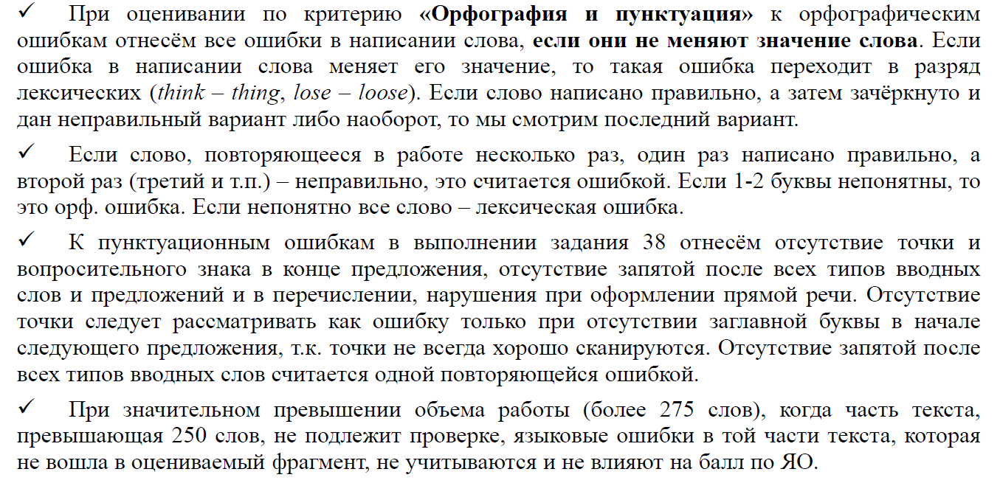 ✓ При оценивании по критерию «Орфография и пунктуация» к орфографическим
ошибкам отнесём все ошибки в написании слова, если они не меняют значение слова. Если
ошибка в написании слова меняет его значение, то такая ошибка переходит в разряд
лексических (think – thing, lose – loose). Если слово написано правильно, а затем зачёркнуто и
дан неправильный вариант либо наоборот, то мы смотрим последний вариант.
✓ Если слово, повторяющееся в работе несколько раз, один раз написано правильно, а
второй раз (третий и т.п.) – неправильно, это считается ошибкой. Если 1-2 буквы непонятны, то
это орф. ошибка. Если непонятно все слово – лексическая ошибка.
✓ К пунктуационным ошибкам в выполнении задания 38 отнесём отсутствие точки и
вопросительного знака в конце предложения, отсутствие запятой после всех типов вводных
слов и предложений и в перечислении, нарушения при оформлении прямой речи. Отсутствие
точки следует рассматривать как ошибку только при отсутствии заглавной буквы в начале
следующего предложения, т.к. точки не всегда хорошо сканируются. Отсутствие запятой после
всех типов вводных слов считается одной повторяющейся ошибкой.
✓ При значительном превышении объема работы (более 275 слов), когда часть текста,
превышающая 250 слов, не подлежит проверке, языковые ошибки в той части текста, которая
не вошла в оцениваемый фрагмент, не учитываются и не влияют на балл по ЯО.